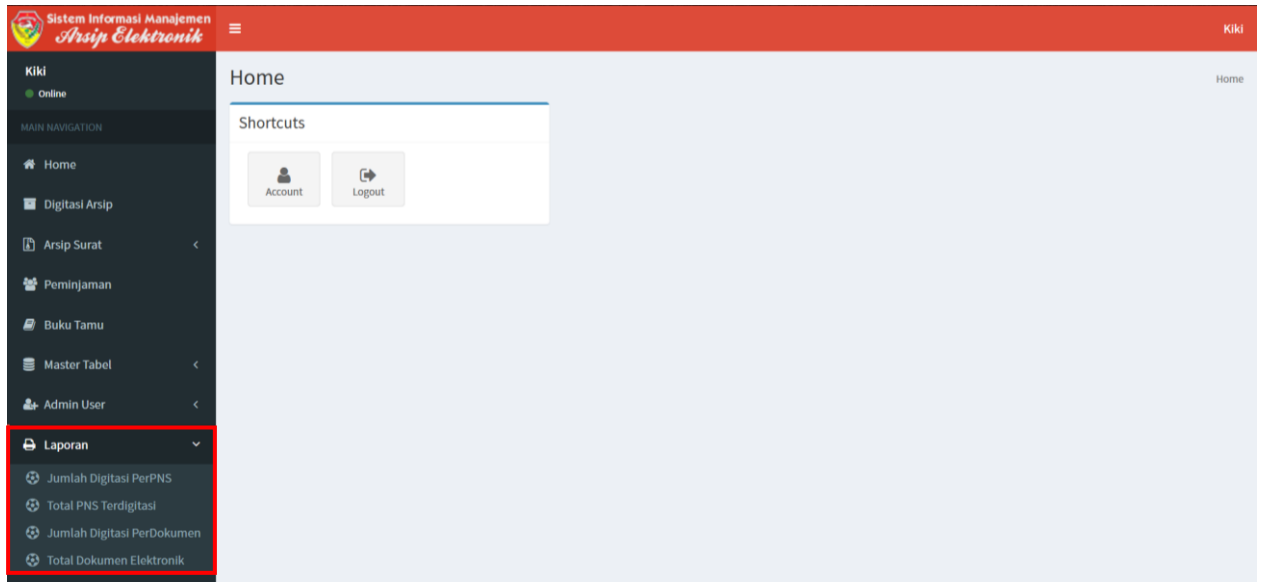 Sistem Informasi Manajemen
Arsip Elektronik
Kiki
Kiki
Online
MAIN NAVIGATION
Home
Digitasi Arsip
Arsip Surat
Peminjaman
Buku Tamu
Master Tabel
Admin User
Laporan
Jumlah Digitasi PerPNS
Total PNS Terdigitasi
Jumlah Digitasi PerDokumen
Total Dokumen Elektronik
Home
Home
Shortcuts
Account
Logout